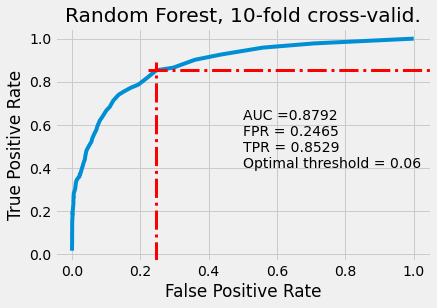 Random Forest, 10-fold cross-valid.
True Positive Rate
1.0
0.8
0.6
0.4
0.2
0.0
AUC =0.8792
FPR = 0.2465
TPR = 0.8529
Optimal threshold = 0.06
0.0 0.2 0.4 0.6 0.8 1.0
False Positive Rate